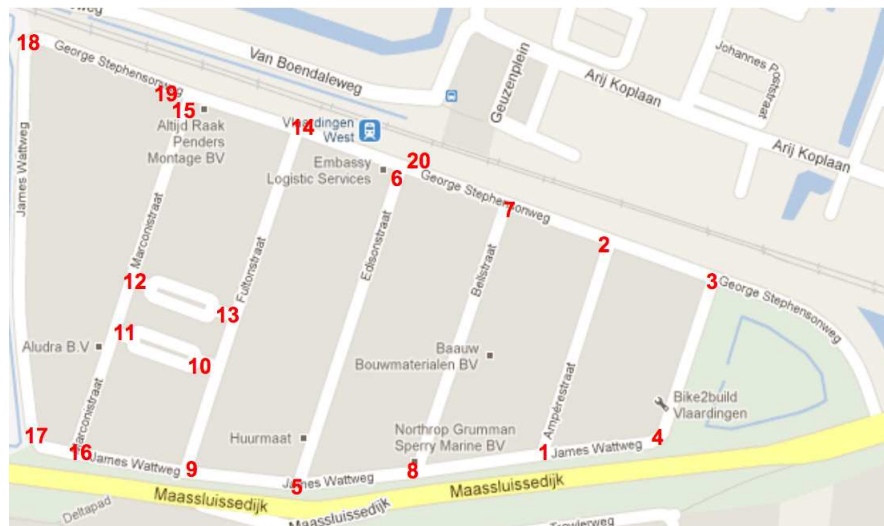 18
George Stephensonweg
Van Boendaleweg
Geuzenplein
Arij Koplaan
Johannes Poststraat
19
15
Altijd Raak
Penders
Montage BV
14
Vlaardingen
West
Arij Koplaan
Embassy
Logistic Services
20
6
George Stephensonweg
James Wattweg
7
2
Marconistraat
Fultonstraat
Edisonstraat
Bellstraat
3
George Stephensonweg
12
13
11
10
Aludra B.V
Baauw
Bouwmaterialen BV
Ampèrestraat
Bike2build
Vlaardingen
Marconistraat
17
16
Huurmaat
Northrop Grumman
Sperry Marine BV
1
James Wattweg
4
James Wattweg
9
5
James Wattweg
8
Maassluissedijk
Maassluissedijk
Deltapad
Maassluissedijk
Trawlerweg